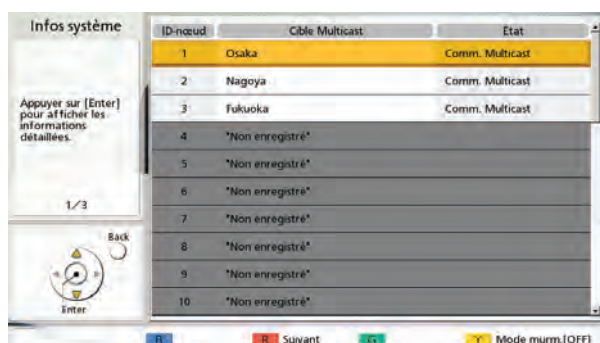 Infos système
ID-nœud Cible Multicast Etat
1 Osaka Comm. Multicast
2 Nagoya Comm. Multicast
3 Fukuoka Comm. Multicast
4 "Non enregistré"
5 "Non enregistré"
6 "Non enregistré"
7 "Non enregistré"
8 "Non enregistré"
9 "Non enregistré"
10 "Non enregistré"
Appuyer sur [Enter]
pour afficher les
informations
détaillées.
1/3
Back
Enter
B R Suivant G Y Mode murm.[OFF]